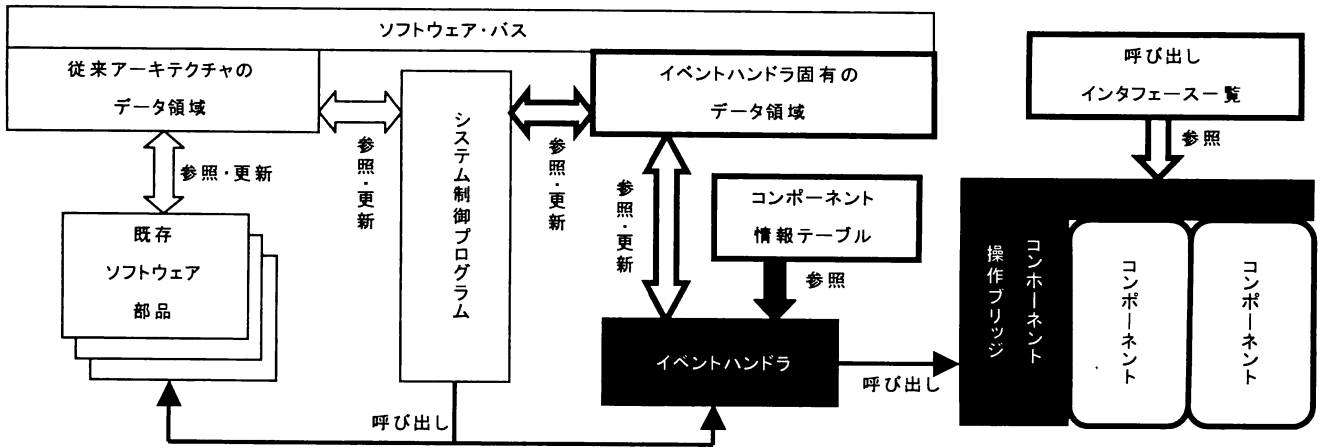 ソフトウェア・バス
従来アーキテクチャの
データ領域
イベントハンドラ固有の
データ領域
呼び出し
インタフェース一覧
参照・更新
参照・更新
参照・更新
参照・更新
参照
システム制御プログラム
コンポーネント
情報テーブル
参照
既存
ソフトウェア
部品
イベントハンドラ
呼び出し
呼び出し
コンホーネント
操作ブリッジ
コンポーネント
コンポーネント